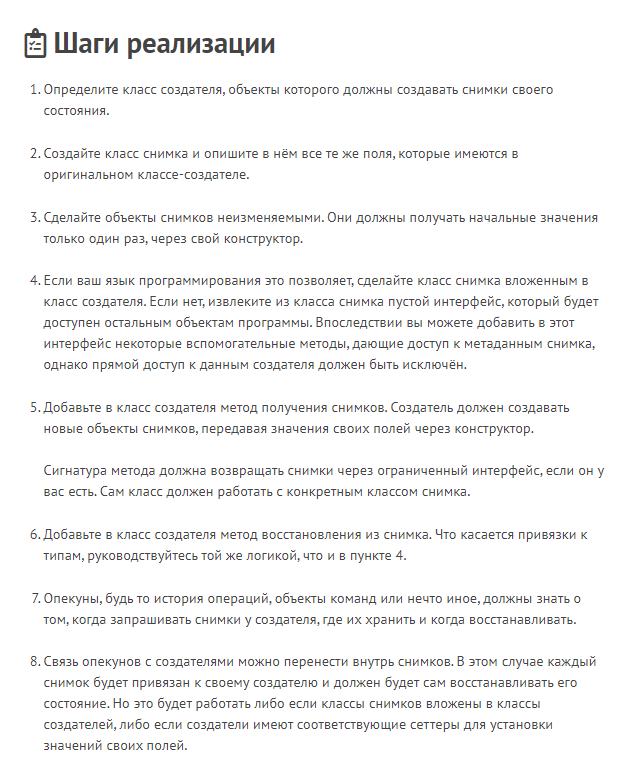 Шаги реализации
1. Определите класс создателя, объекты которого должны создавать снимки своего
состояния.
2. Создайте класс снимка и опишите в нём все те же поля, которые имеются в
оригинальном классе-создателе.
3. Сделайте объекты снимков неизменяемыми. Они должны получать начальные значения
только один раз, через свой конструктор.
4. Если ваш язык программирования это позволяет, сделайте класс снимка вложенным в
класс создателя. Если нет, извлеките из класса снимка пустой интерфейс, который будет
доступен остальным объектам программы. Впоследствии вы можете добавить в этот
интерфейс некоторые вспомогательные методы, дающие доступ к метаданным снимка,
однако прямой доступ к данным создателя должен быть исключён.
5. Добавьте в класс создателя метод получения снимков. Создатель должен создавать
новые объекты снимков, передавая значения своих полей через конструктор.
Сигнатура метода должна возвращать снимки через ограниченный интерфейс, если он у
вас есть. Сам класс должен работать с конкретным классом снимка.
6. Добавьте в класс создателя метод восстановления из снимка. Что касается привязки к
типам, руководствуйтесь той же логикой, что и в пункте 4.
7. Опекуны, будь то история операций, объекты команд или нечто иное, должны знать о
том, когда запрашивать снимки у создателя, где их хранить и когда восстанавливать.
8. Связь опекунов с создателями можно перенести внутрь снимков. В этом случае каждый
снимок будет привязан к своему создателю и должен будет сам восстанавливать его
состояние. Но это будет работать либо если классы снимков вложены в классы
создателей, либо если создатели имеют соответствующие сеттеры для установки
значений своих полей.